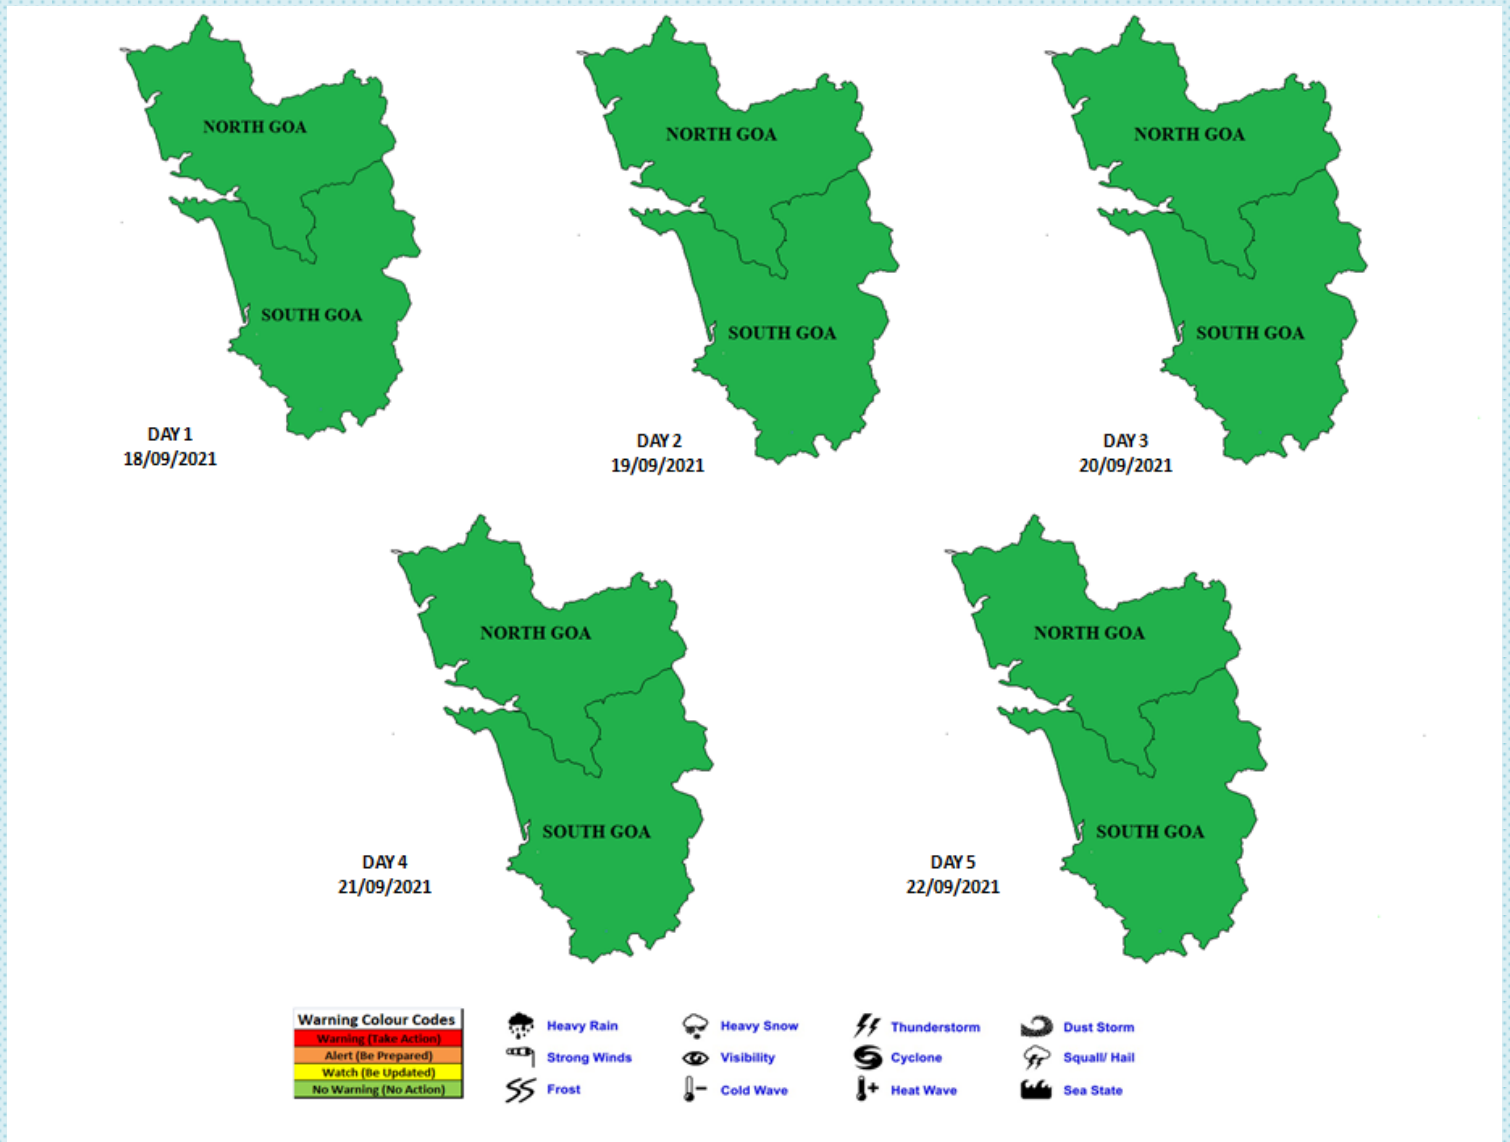 NORTH GOA
SOUTH GOA
DAY 1
18/09/2021
NORTH GOA
SOUTH GOA
DAY 2
19/09/2021
NORTH GOA
SOUTH GOA
DAY 3
20/09/2021
NORTH GOA
SOUTH GOA
DAY 4
21/09/2021
NORTH GOA
SOUTH GOA
DAY 5
22/09/2021
Warning Colour Codes
Warning (Take Action)
Alert (Be Prepared)
Watch (Be Updated)
No Warning (No Action)
Heavy Rain
Heavy Snow
Thunderstorm
Dust Storm
Strong Winds
Visibility
Cyclone
Squall/ Hail
Frost
Cold Wave
Heat Wave
Sea State